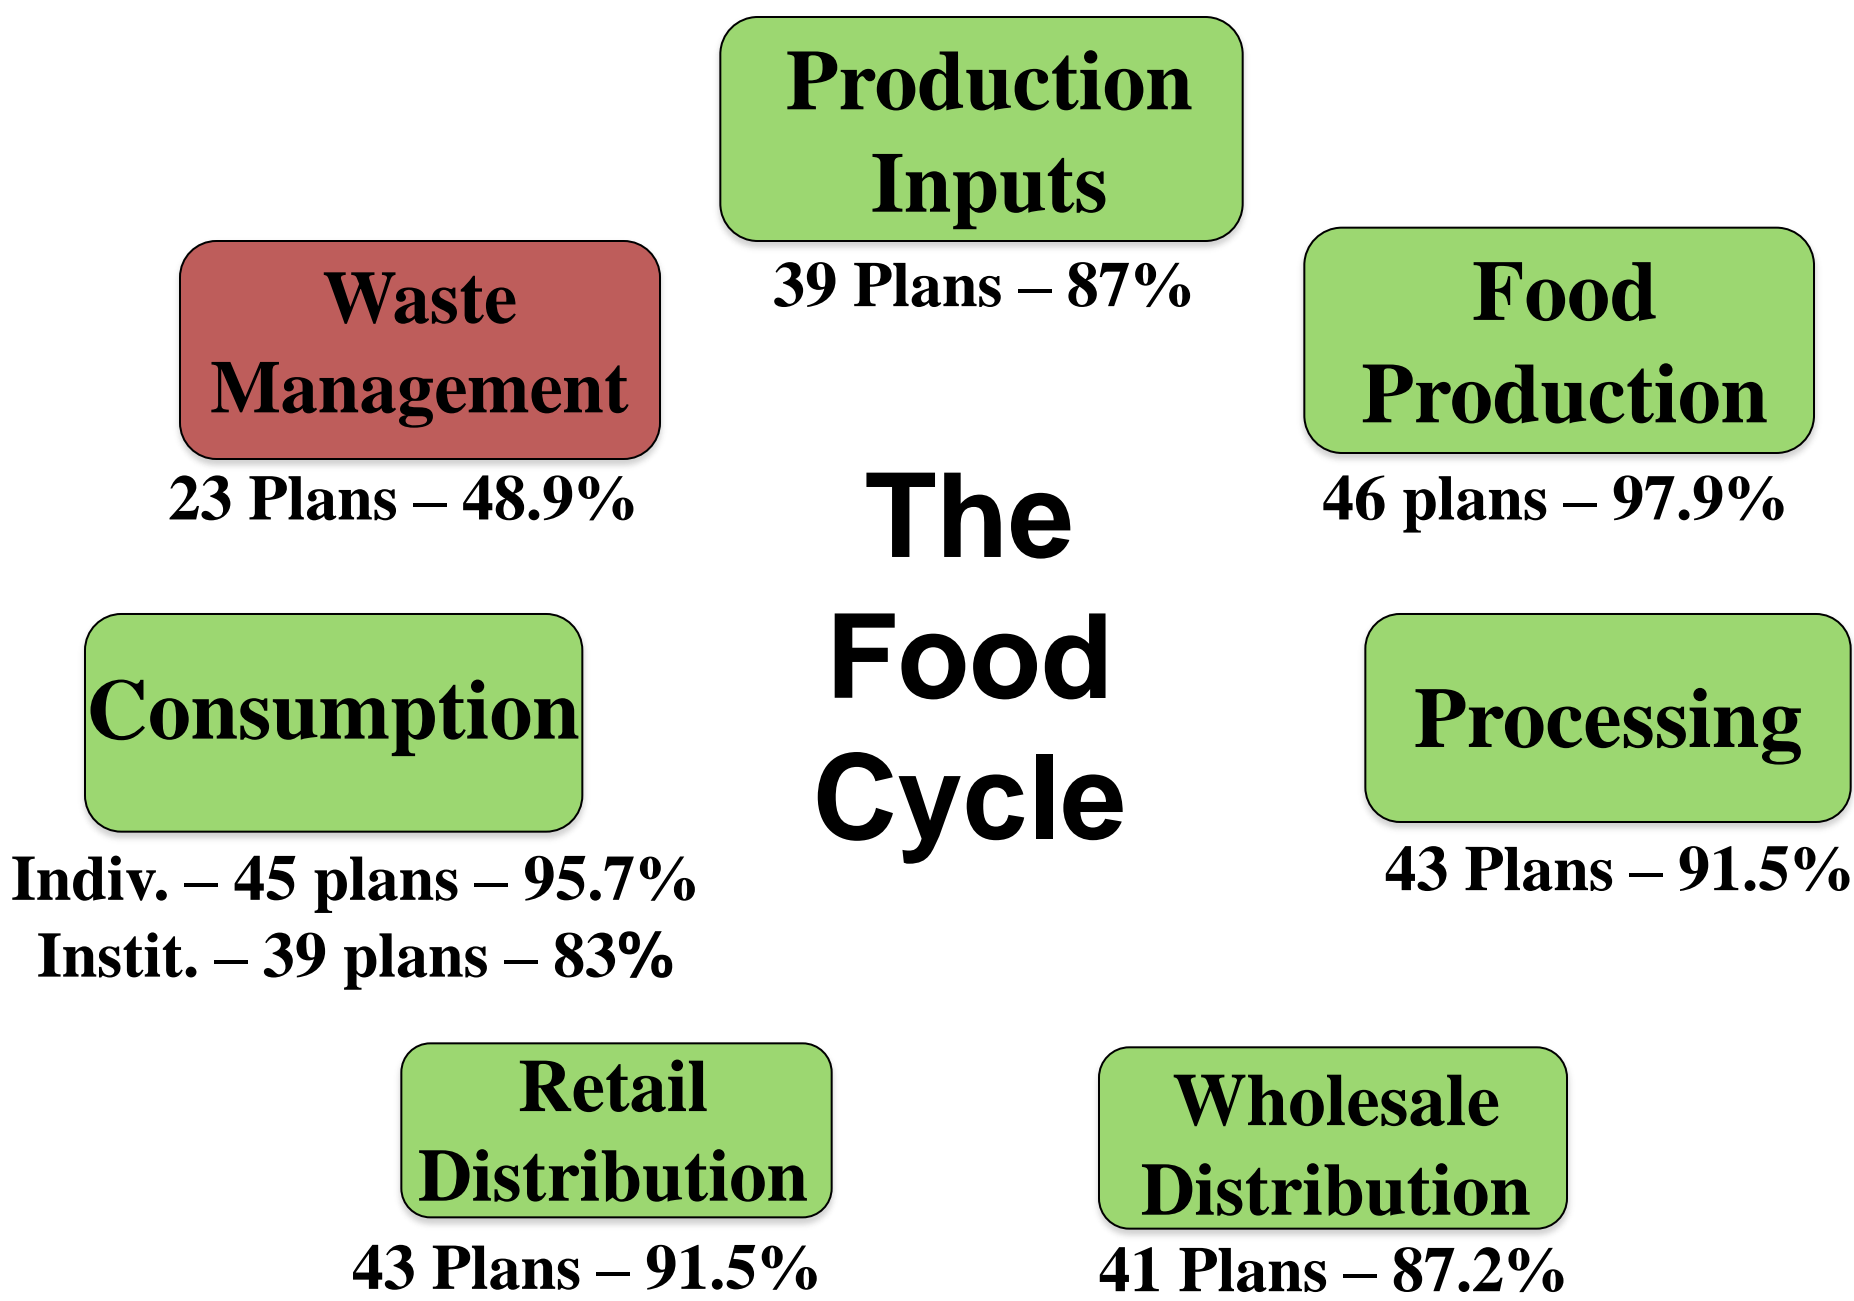 Production
Inputs
39 Plans – 87%
Food
Production
46 plans – 97.9%
Processing
43 Plans – 91.5%
Wholesale
Distribution
41 Plans – 87.2%
Retail
Distribution
43 Plans – 91.5%
Consumption
Indiv. – 45 plans – 95.7%
Instit. – 39 plans – 83%
Waste
Management
23 Plans – 48.9%
The
Food
Cycle